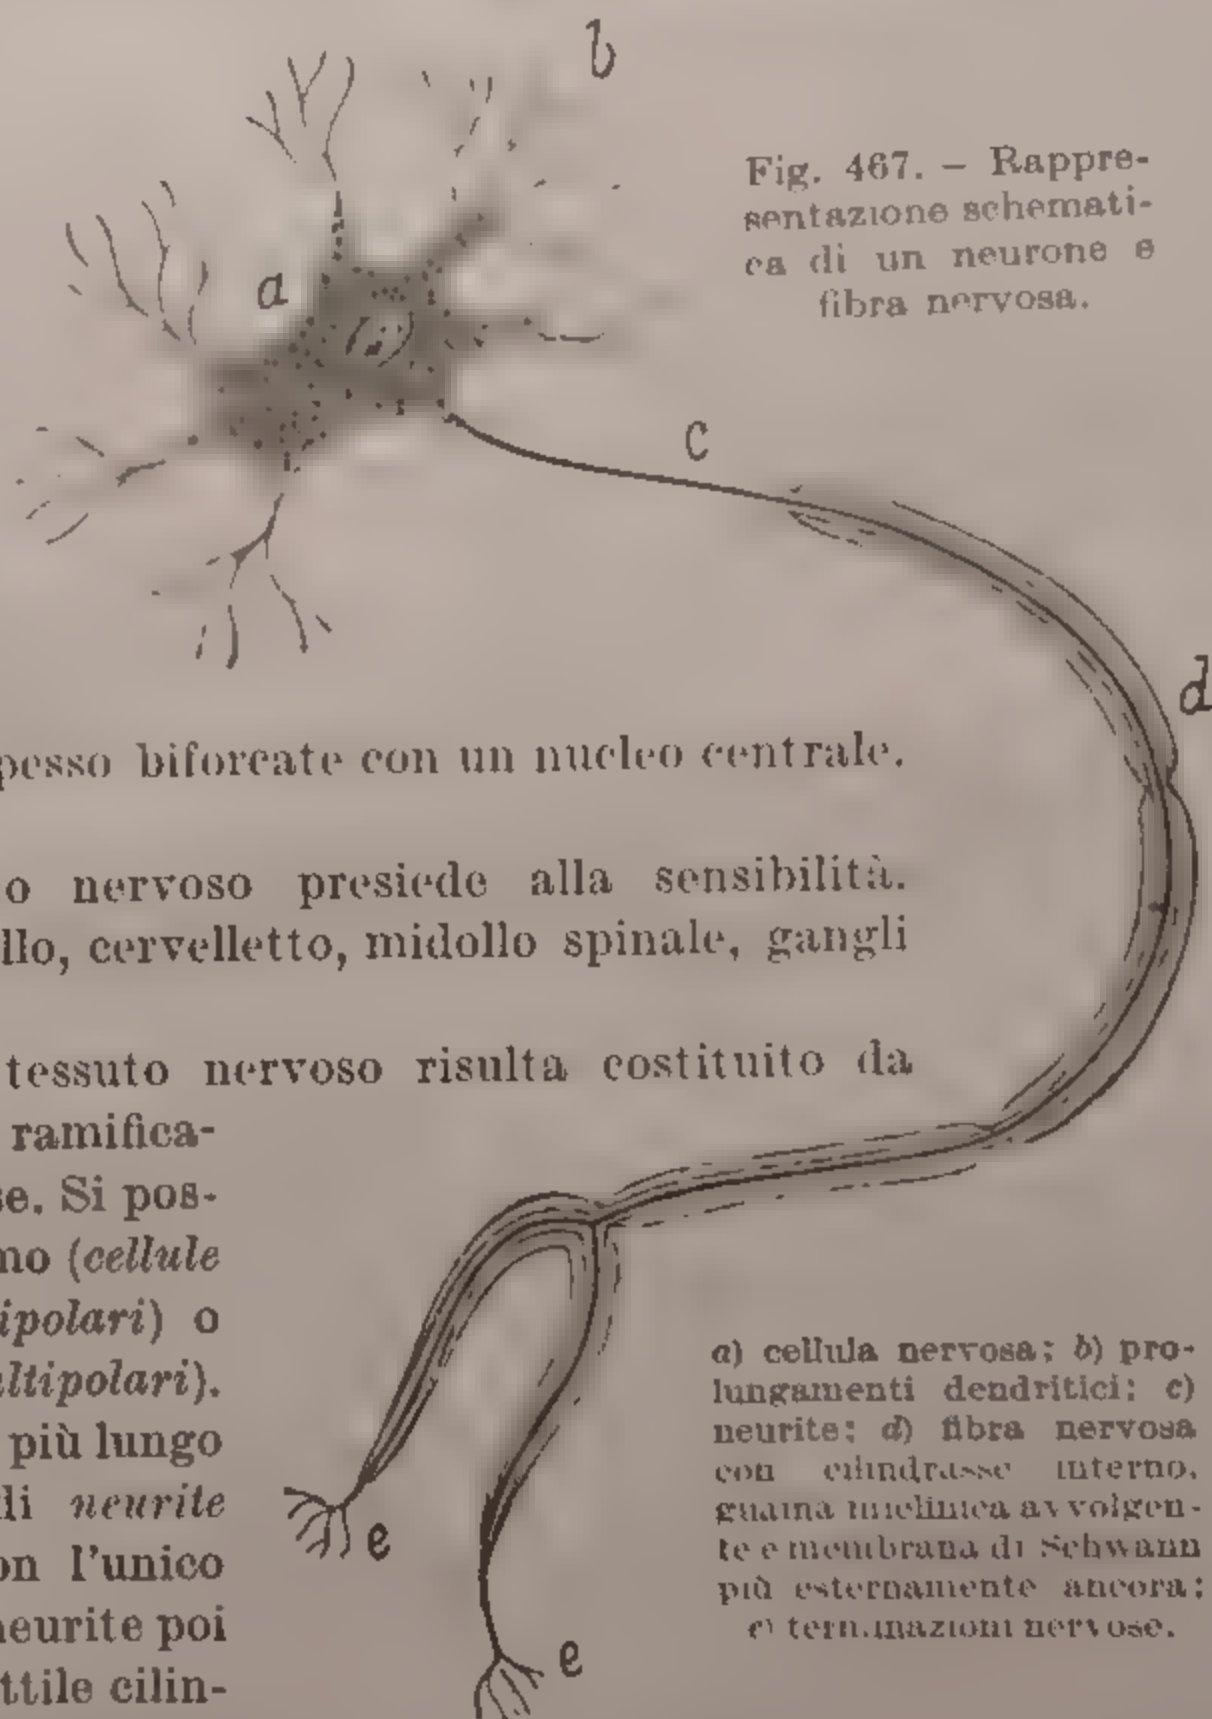 b
Fig. 467. – Rappre-
sentazione schemati-
ca di un neurone e
fibra nervosa.
a
c
d
pesso biforcate con un nucleo centrale.
o nervoso presiede alla sensibilità.
llo, cervelletto, midollo spinale, gangli
tessuto nervoso risulta costituito da
ramifica-
se. Si pos-
mo (cellule
ipolari) o
ltipolari).
più lungo
di neurite
on l'unico
neurite poi
ttile cilin-
a) cellula nervosa; b) pro-
lungamenti dendritici; c)
neurite; d) fibra nervosa
con cilindrasse interno,
guaina mielinica avvolgen-
te e membrana di Schwann
più esternamente ancora;
e) terminazioni nervose.
e
e